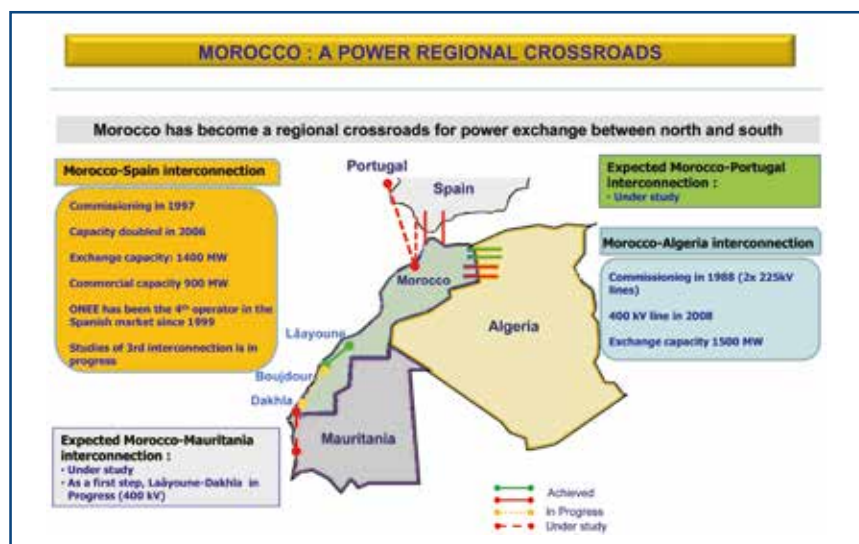 MOROCCO : A POWER REGIONAL CROSSROADS
Morocco has become a regional crossroads for power exchange between north and south
Morocco-Spain interconnection
Commissioning in 1997
Capacity doubled in 2006
Exchange capacity: 1400 MW
Commercial capacity 900 MW
ONEE has been the 4th operator in the
Spanish market since 1999
Studies of 3rd interconnection is in
progress
Portugal
Spain
Morocco
Algeria
Lâayoune
Boujdour
Dakhla
Mauritania
Expected Morocco-Portugal
interconnection :
• Under study
Morocco-Algeria interconnection
Commissioning in 1988 (2x 225kV
lines)
400 kV line in 2008
Exchange capacity 1500 MW
Expected Morocco-Mauritania
interconnection :
• Under study
• As a first step, Laâyoune-Dakhla in
Progress (400 kV)
Achieved
In Progress
Under study